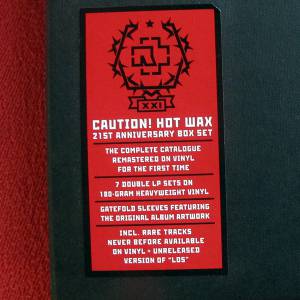 XXI
CAUTION! HOT WAX
21ST ANNIVERSARY BOX SET
THE COMPLETE CATALOGUE
REMASTERED ON VINYL
FOR THE FIRST TIME
7 DOUBLE LP SETS ON
180-GRAM HEAVYWEIGHT VINYL
GATEFOLD SLEEVES FEATURING
THE ORIGINAL ALBUM ARTWORK
INCL. RARE TRACKS
NEVER BEFORE AVAILABLE
ON VINYL + UNRELEASED
VERSION OF "LOS"